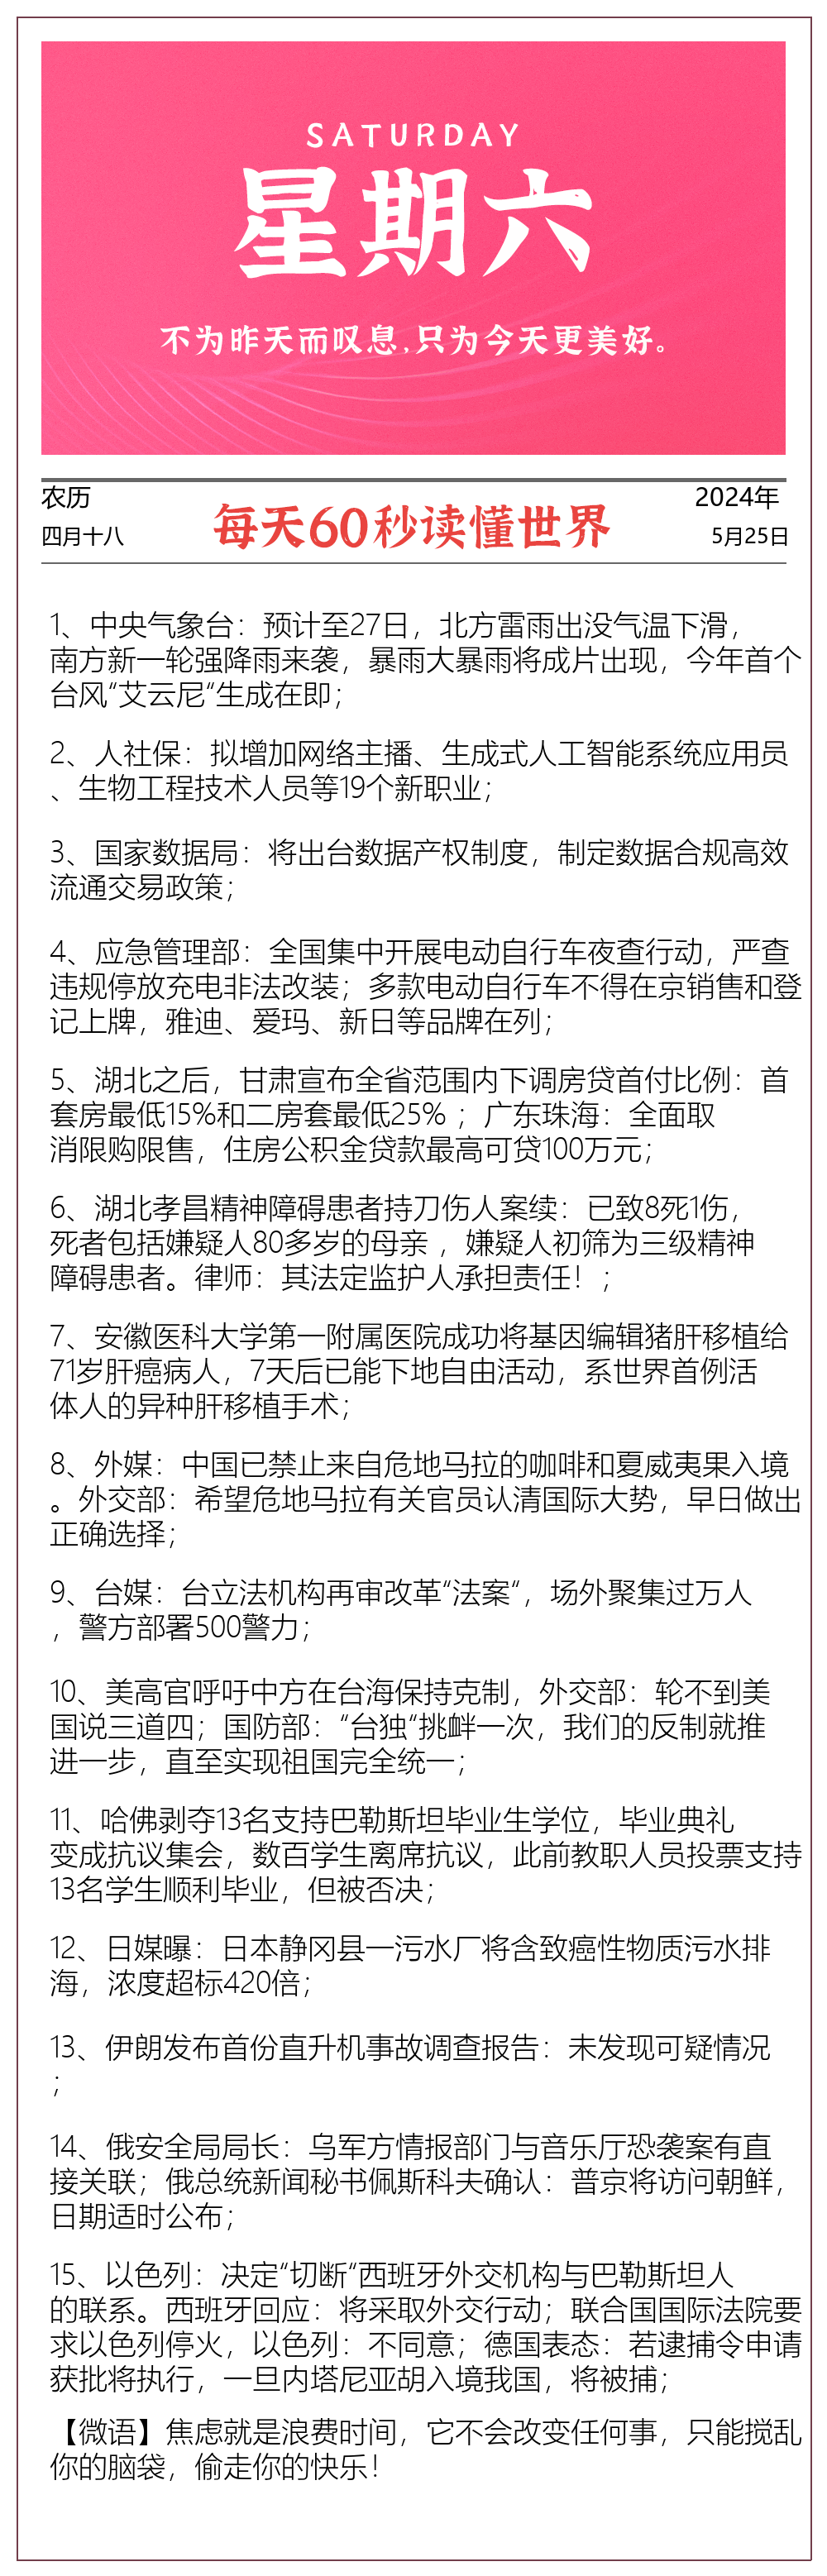 SATURDAY
星期六
不为昨天而叹息,只为今天更美好。
农历
四月十八
每天60秒读懂世界
2024年
5月25日
1、中央气象台：预计至27日，北方雷雨出没气温下滑，
南方新一轮强降雨来袭，暴雨大暴雨将成片出现，今年首个
台风“艾云尼“生成在即；
2、人社保：拟增加网络主播、生成式人工智能系统应用员
、生物工程技术人员等19个新职业；
3、国家数据局：将出台数据产权制度，制定数据合规高效
流通交易政策；
4、应急管理部：全国集中开展电动自行车夜查行动，严查
违规停放充电非法改装；多款电动自行车不得在京销售和登
记上牌，雅迪、爱玛、新日等品牌在列；
5、湖北之后，甘肃宣布全省范围内下调房贷首付比例：首
套房最低15%和二房套最低25% ；广东珠海：全面取
消限购限售，住房公积金贷款最高可贷100万元；
6、湖北孝昌精神障碍患者持刀伤人案续：已致8死1伤，
死者包括嫌疑人80多岁的母亲 ，嫌疑人初筛为三级精神
障碍患者。律师：其法定监护人承担责任！；
7、安徽医科大学第一附属医院成功将基因编辑猪肝移植给
71岁肝癌病人，7天后已能下地自由活动，系世界首例活
体人的异种肝移植手术；
8、外媒：中国已禁止来自危地马拉的咖啡和夏威夷果入境
。外交部：希望危地马拉有关官员认清国际大势，早日做出
正确选择；
9、台媒：台立法机构再审改革“法案“，场外聚集过万人
，警方部署500警力；
10、美高官呼吁中方在台海保持克制，外交部：轮不到美
国说三道四；国防部：“台独“挑衅一次，我们的反制就推
进一步，直至实现祖国完全统一；
11、哈佛剥夺13名支持巴勒斯坦毕业生学位，毕业典礼
变成抗议集会，数百学生离席抗议，此前教职人员投票支持
13名学生顺利毕业，但被否决；
12、日媒曝：日本静冈县一污水厂将含致癌性物质污水排
海，浓度超标420倍；
13、伊朗发布首份直升机事故调查报告：未发现可疑情况
；
14、俄安全局局长：乌军方情报部门与音乐厅恐袭案有直
接关联；俄总统新闻秘书佩斯科夫确认：普京将访问朝鲜，
日期适时公布；
15、以色列：决定“切断“西班牙外交机构与巴勒斯坦人
的联系。西班牙回应：将采取外交行动；联合国国际法院要
求以色列停火，以色列：不同意；德国表态：若逮捕令申请
获批将执行，一旦内塔尼亚胡入境我国，将被捕；
【微语】焦虑就是浪费时间，它不会改变任何事，只能搅乱
你的脑袋，偷走你的快乐！